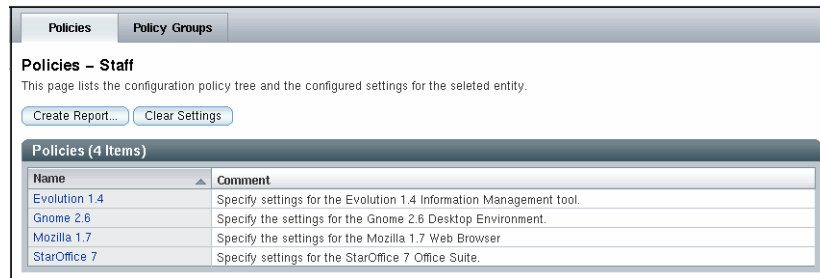 Policies Policy Groups
Policies – Staff
This page lists the configuration policy tree and the configured settings for the seleted entity.
Create Report... Clear Settings
Policies (4 Items)
Name Comment
Evolution 1.4 Specify settings for the Evolution 1.4 Information Management tool.
Gnome 2.6 Specify the settings for the Gnome 2.6 Desktop Environment.
Mozilla 1.7 Specify the settings for the Mozilla 1.7 Web Browser
StarOffice 7 Specify settings for the StarOffice 7 Office Suite.